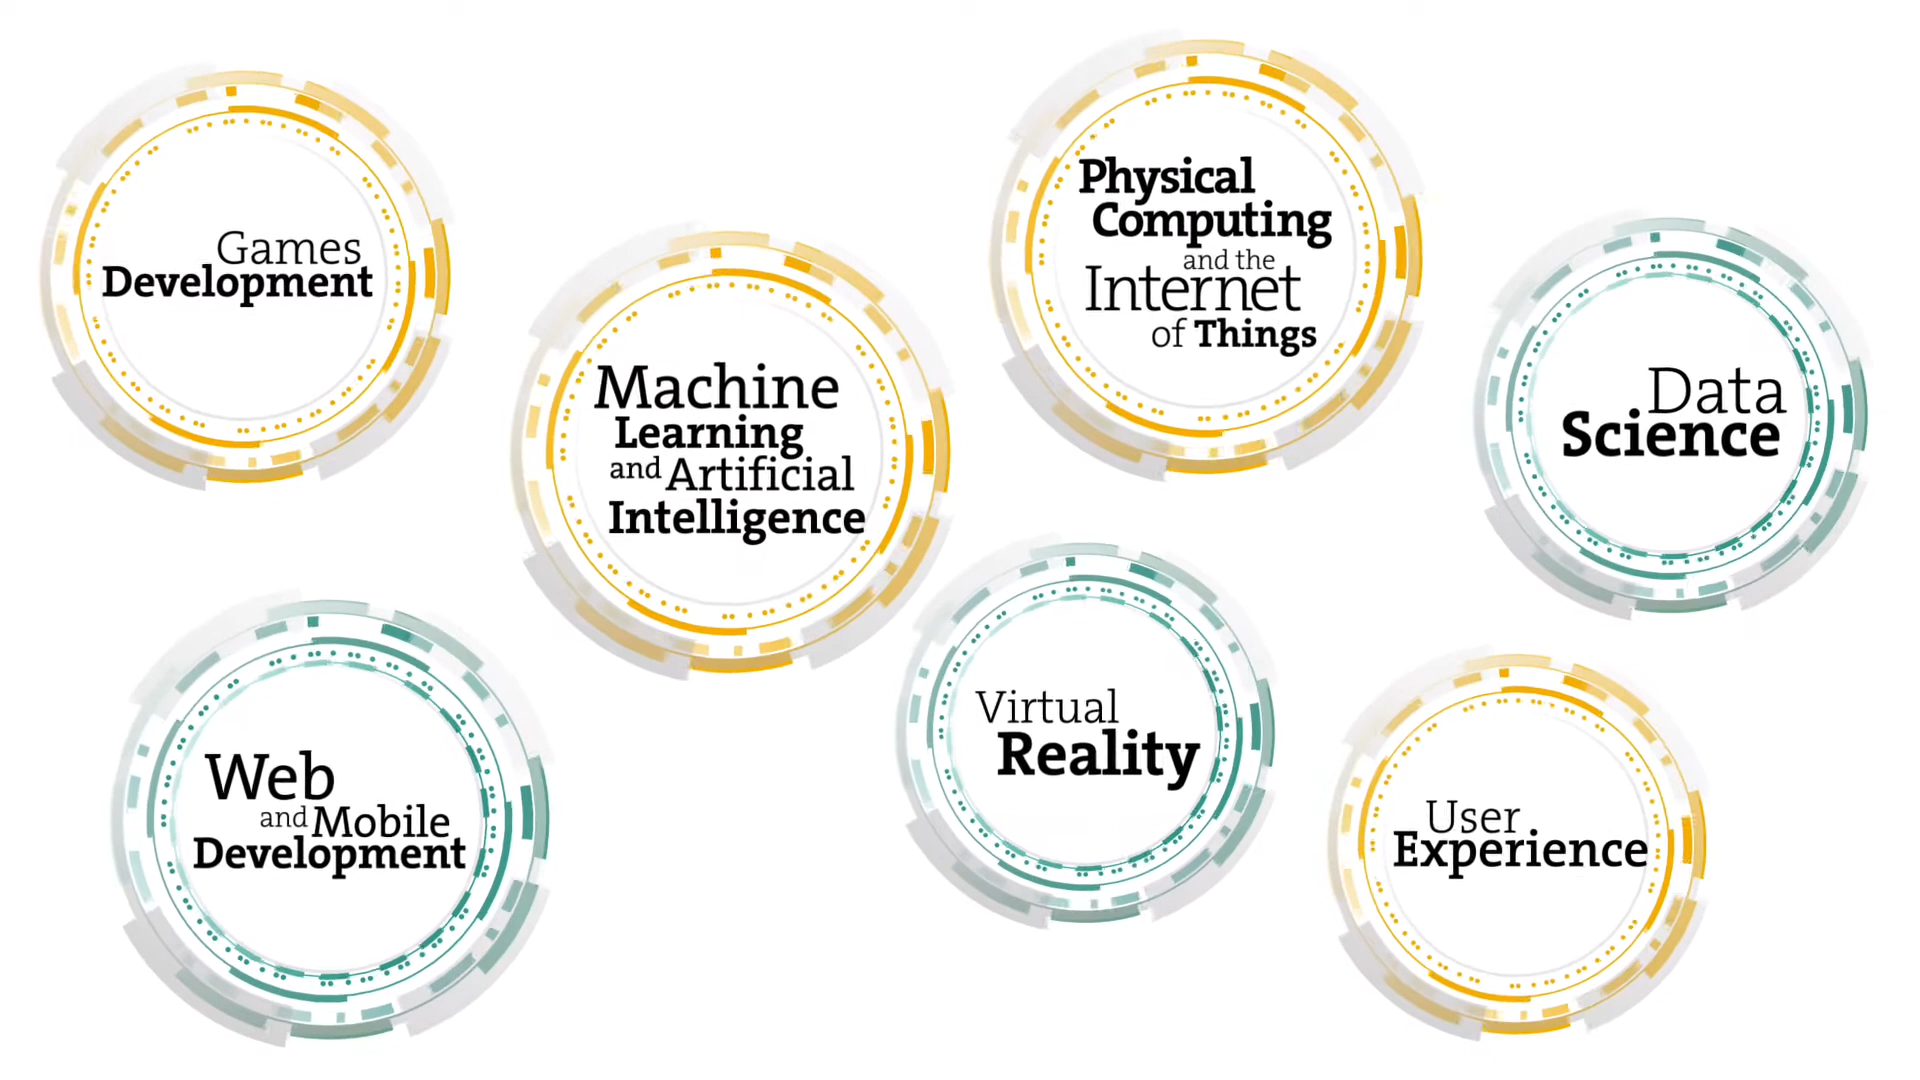 Games
Development
Machine
Learning
and Artificial
Intelligence
Physical
Computing
and the
Internet
of Things
Data
Science
Web
and Mobile
Development
Virtual
Reality
User
Experience